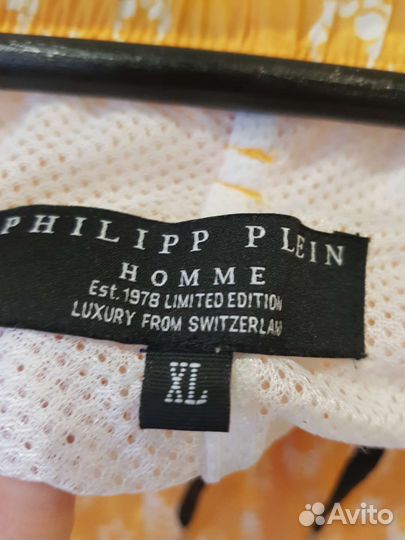 PHILIPP PLEIN
HOMME
Est. 1978 LIMITED EDITION
LUXURY FROM SWITZERLAN
XL
Avito